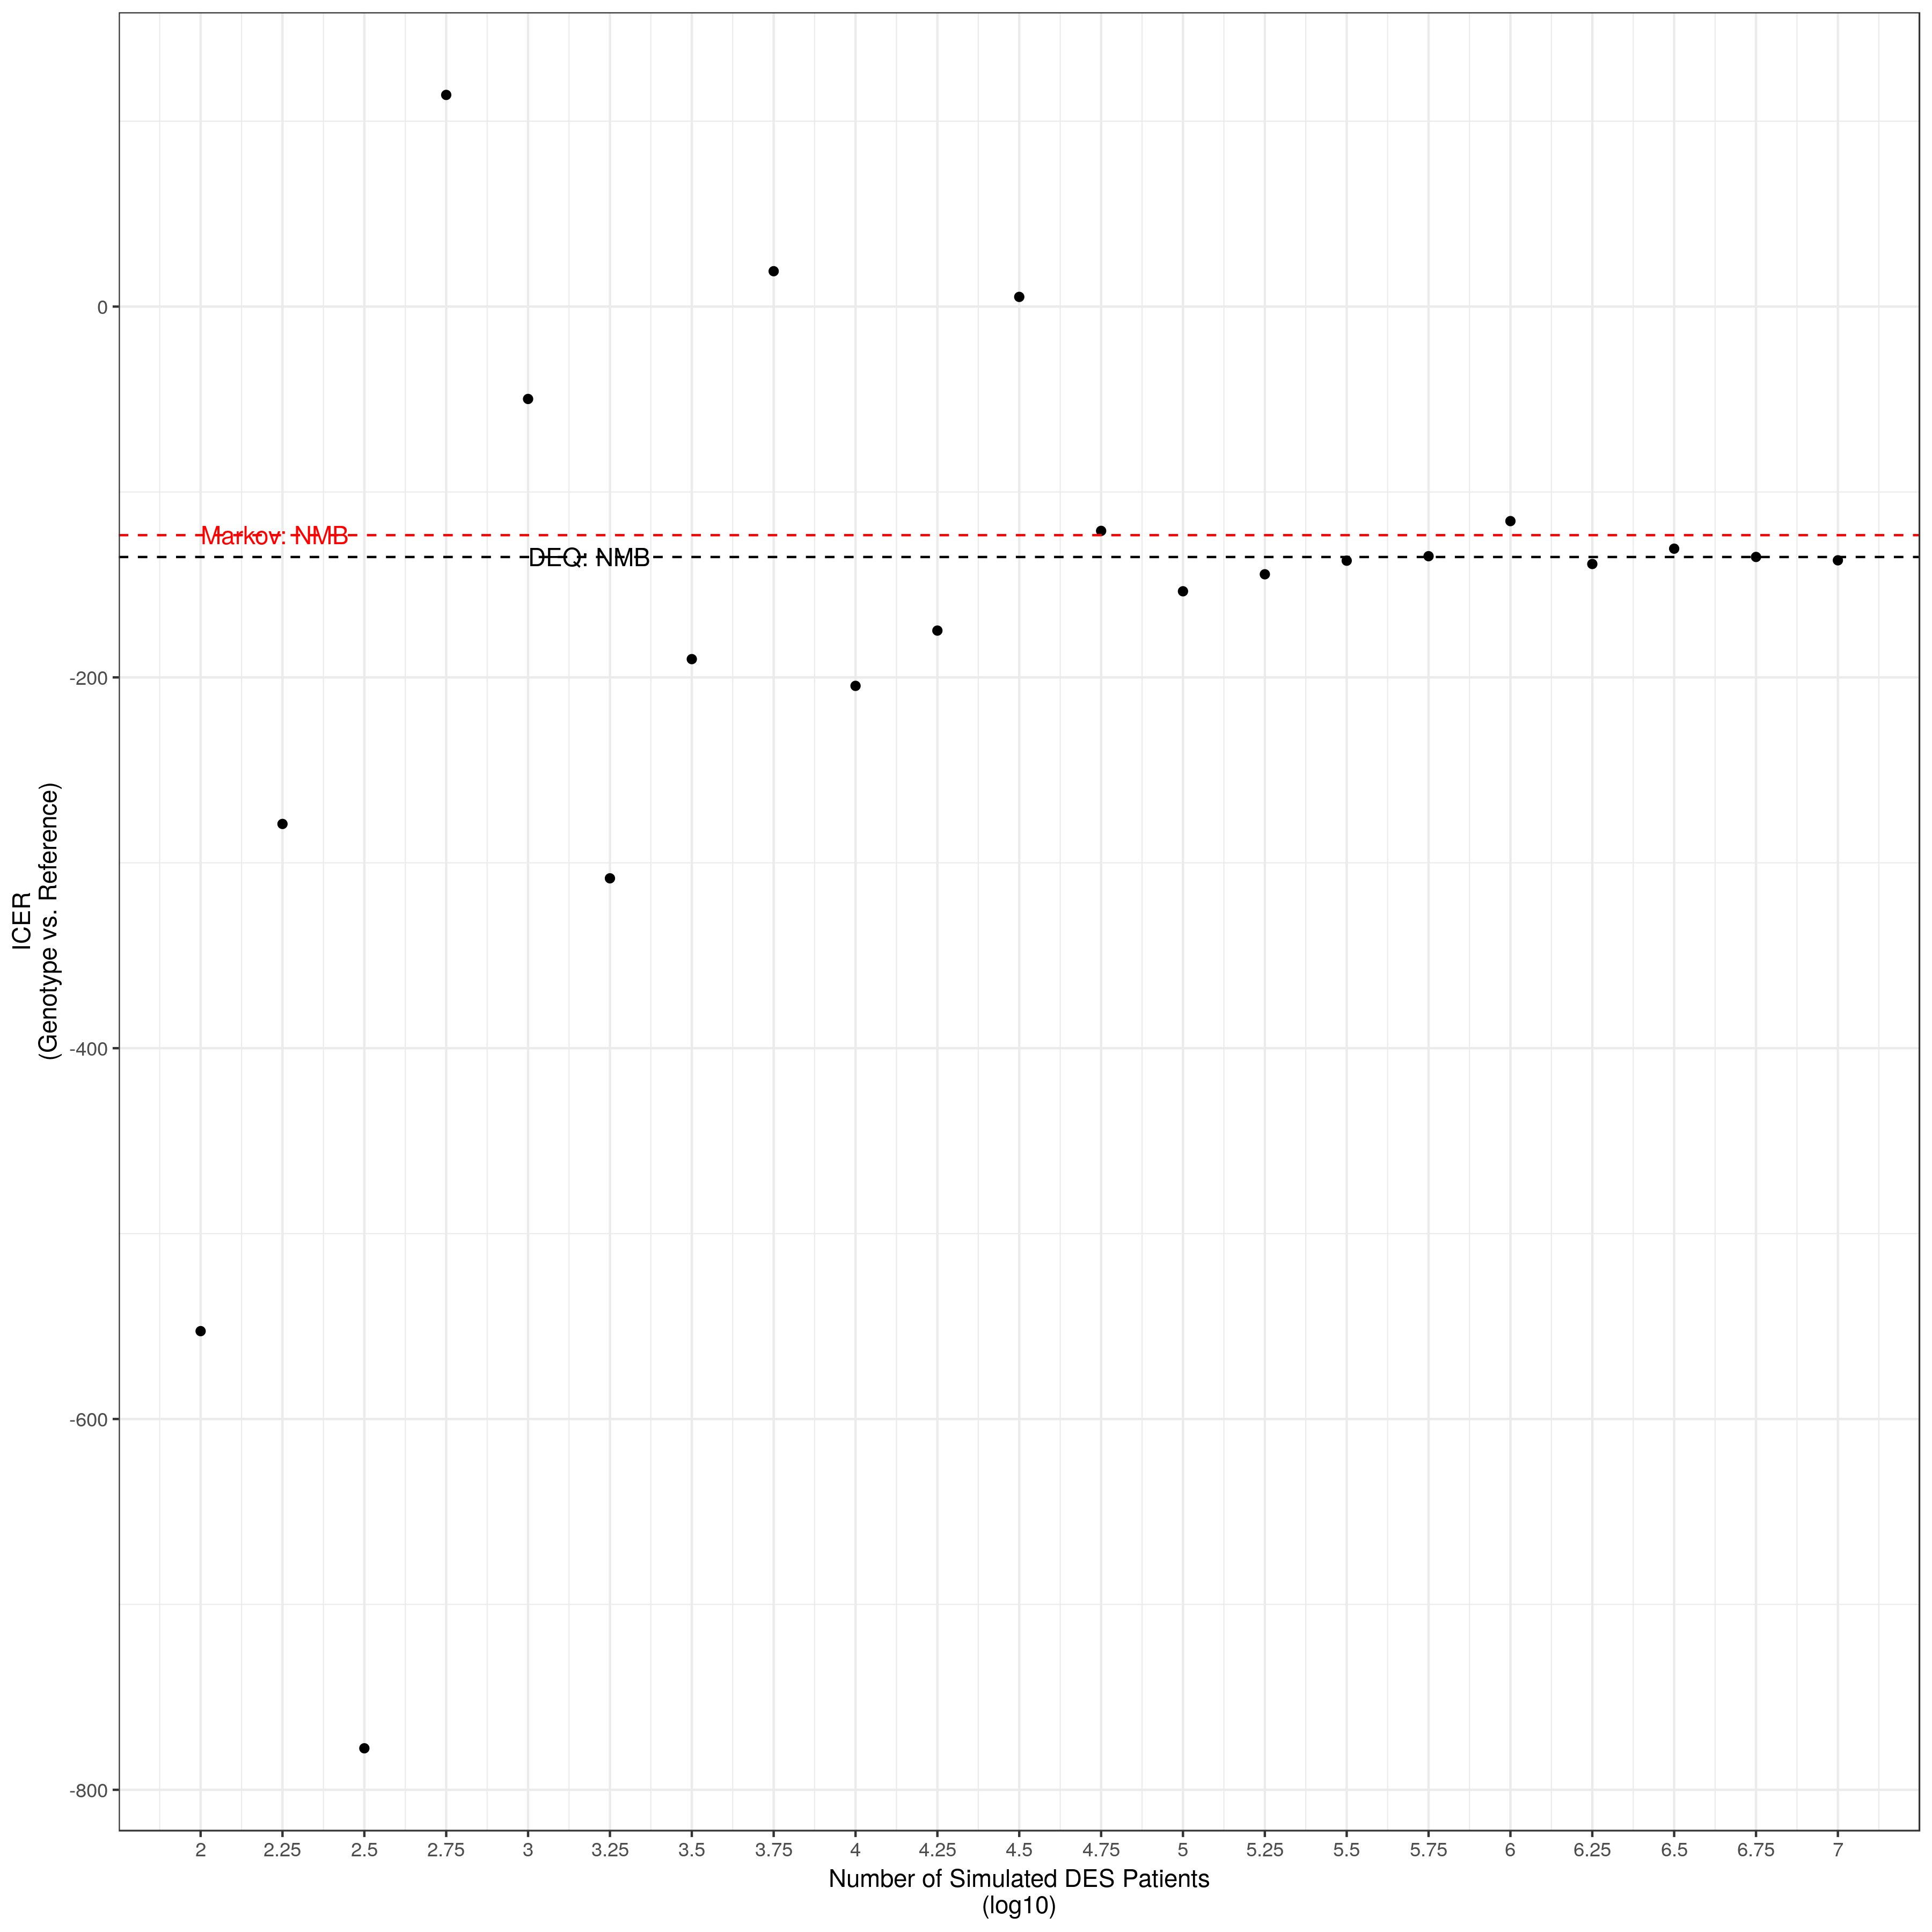 ICER
(Genotype vs. Reference)
0
-200
-400
-600
-800
Markov: NMB
DEQ: NMB
2 2.25 2.5 2.75 3 3.25 3.5 3.75 4 4.25 4.5 4.75 5 5.25 5.5 5.75 6 6.25 6.5 6.75 7
Number of Simulated DES Patients
(log10)